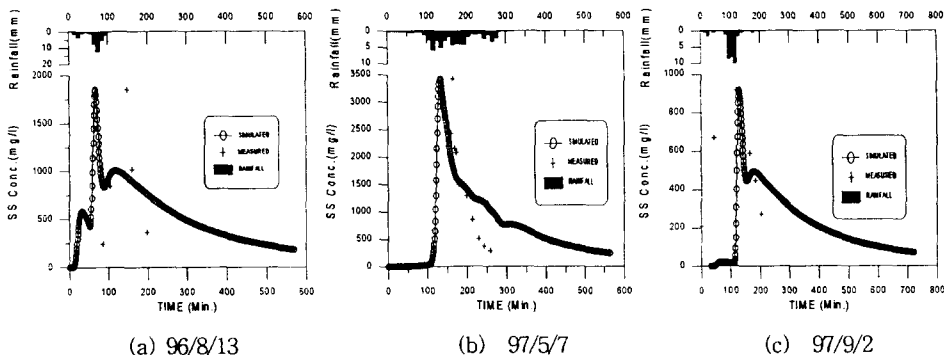 Rainfall(mm)
0
5
10
15
20
0 100 200 300 400 500 600
2000
1500
1000
500
0
SS Conc.(mg/l)
SIMULATED
MEASURED
RAINFALL
0 100 200 300 400 500 600
TIME (Min.)
(a) 96/8/13
Rainfall(mm)
0
5
10
15
0 100 200 300 400 500 600
3500
3000
2500
2000
1500
1000
500
0
SS Conc.(mg/l)
SIMULATED
MEASURED
RAINFALL
0 100 200 300 400 500 600
TIME (Min.)
(b) 97/5/7
Rainfall(mm)
0
5
10
15
0 100 200 300 400 500 600 700 800
1000
800
600
400
200
0
SS Conc.(mg/l)
SIMULATED
MEASURED
RAINFALL
0 100 200 300 400 500 600 700 800
TIME (Min.)
(c) 97/9/2